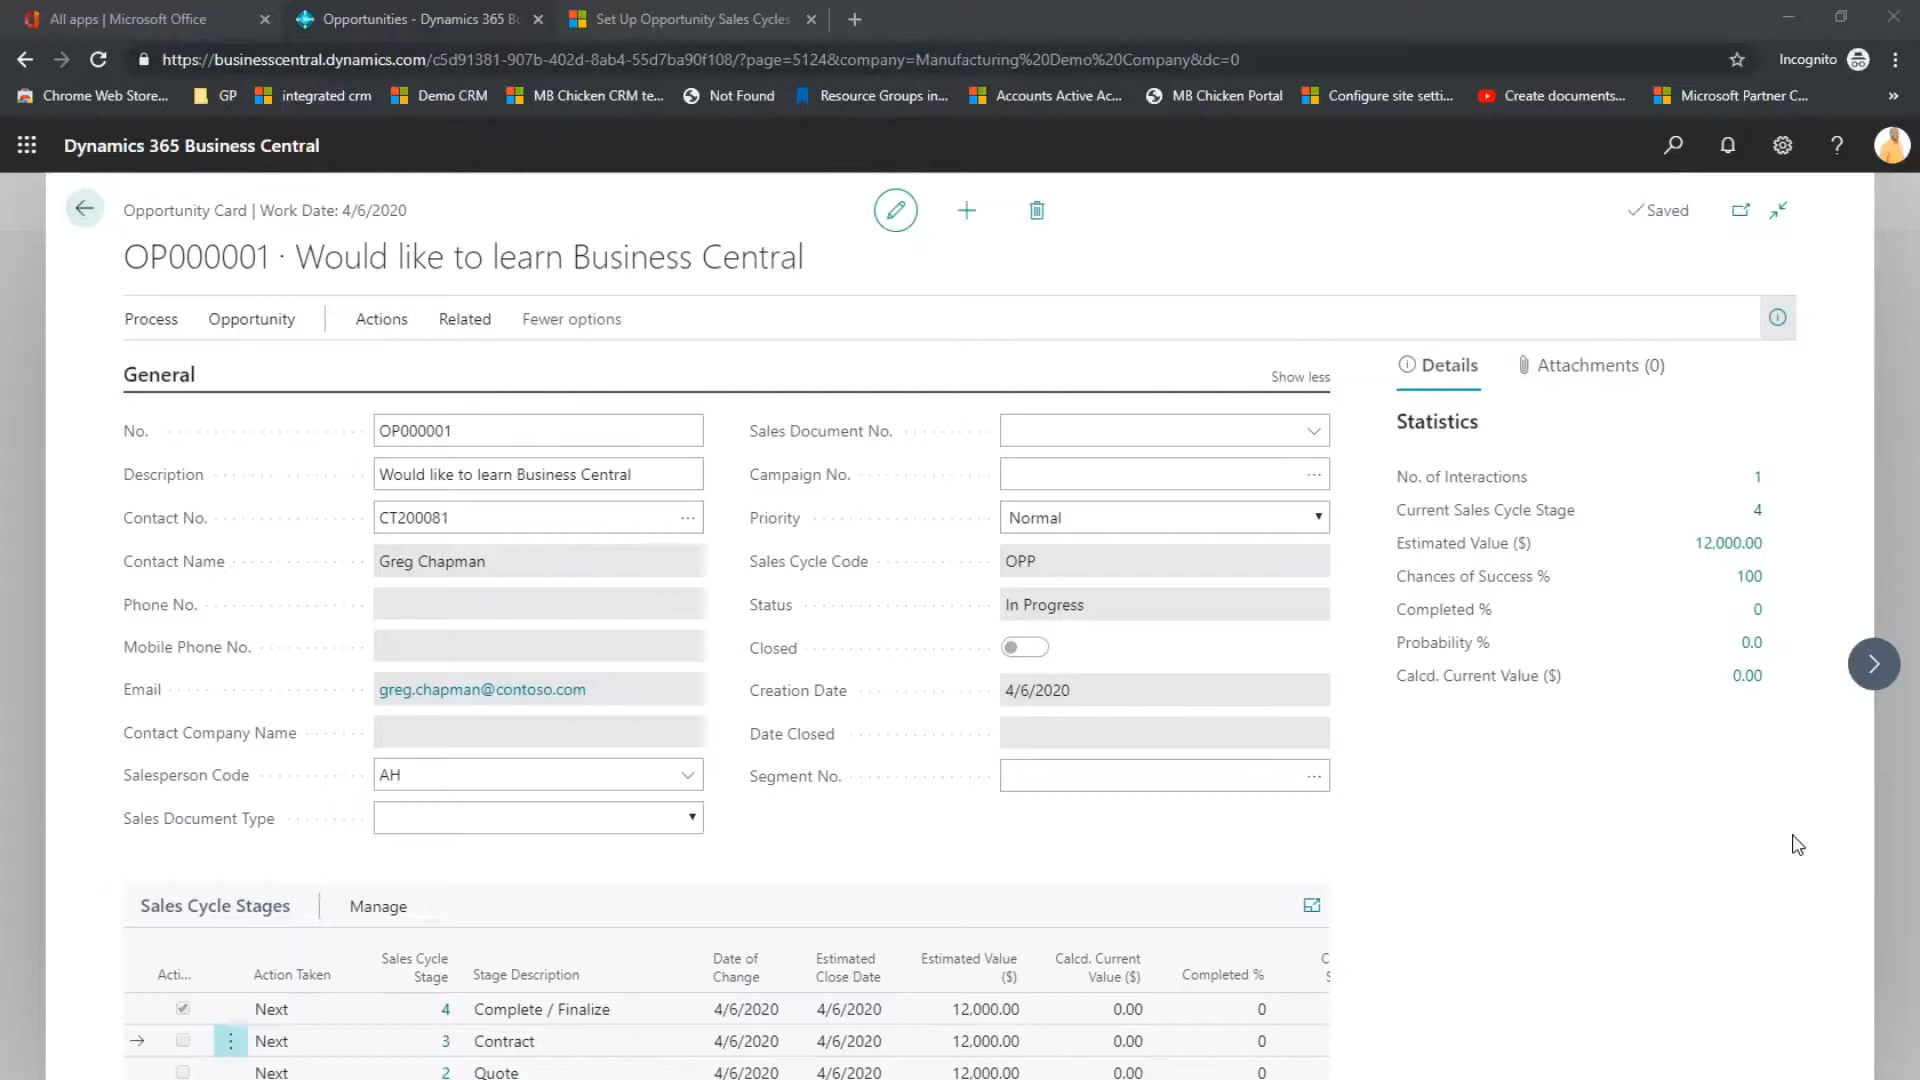 All apps | Microsoft Office
Opportunities - Dynamics 365 Bu
Set Up Opportunity Sales Cycles
https://businesscentral.dynamics.com/c5d91381-907b-402d-8ab4-55d7ba90f108/?page=5124&company=Manufacturing%20Demo%20Company&dc=0
Incognito
Chrome Web Store...
GP
integrated crm
Demo CRM
MB Chicken CRM te...
Not Found
Resource Groups in...
Accounts Active Ac...
MB Chicken Portal
Configure site setti...
Create documents...
Microsoft Partner C...
»
Dynamics 365 Business Central
Opportunity Card | Work Date: 4/6/2020
Saved
OP000001 · Would like to learn Business Central
Process
Opportunity
Actions
Related
Fewer options
General
Show less
No.
OP000001
Description
Would like to learn Business Central
Contact No.
CT200081
Contact Name
Greg Chapman
Phone No.
Mobile Phone No.
Email
greg.chapman@contoso.com
Contact Company Name
Salesperson Code
AH
Sales Document Type
Sales Document No.
Campaign No.
Priority
Normal
Sales Cycle Code
OPP
Status
In Progress
Closed
Creation Date
4/6/2020
Date Closed
Segment No.
Details
Attachments (0)
Statistics
No. of Interactions 1
Current Sales Cycle Stage 4
Estimated Value ($) 12,000.00
Chances of Success % 100
Completed % 0
Probability % 0.0
Calcd. Current Value ($) 0.00
Sales Cycle Stages
Manage
Acti...
Action Taken
Sales Cycle
Stage
Stage Description
Date of
Change
Estimated
Close Date
Estimated Value
($)
Calcd. Current
Value ($)
Completed %
C
S
Next 4 Complete / Finalize 4/6/2020 4/6/2020 12,000.00 0.00 0
Next 3 Contract 4/6/2020 4/6/2020 12,000.00 0.00 0
Next 2 Quote 4/6/2020 4/6/2020 12,000.00 0.00 0